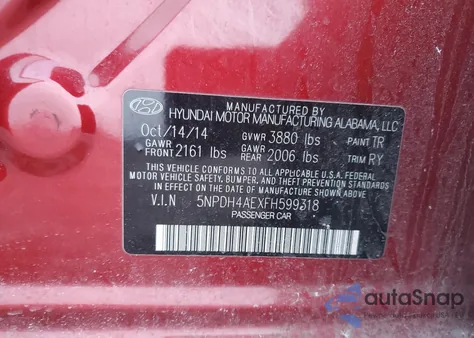 MANUFACTURED BY
HYUNDAI MOTOR MANUFACTURING ALABAMA, LLC
Oct/14/14 GVWR 3880 lbs PAINT TR
GAWR FRONT 2161 lbs GAWR REAR 2006 lbs TRIM RY
THIS VEHICLE CONFORMS TO ALL APPLICABLE U.S.A. FEDERAL
MOTOR VEHICLE SAFETY, BUMPER, AND THEFT PREVENTION STANDARDS
IN EFFECT ON THE DATE OF MANUFACTURE SHOWN ABOVE.
V.I.N 5NPDH4AEXFH599318
PASSENGER CAR
autoSnap